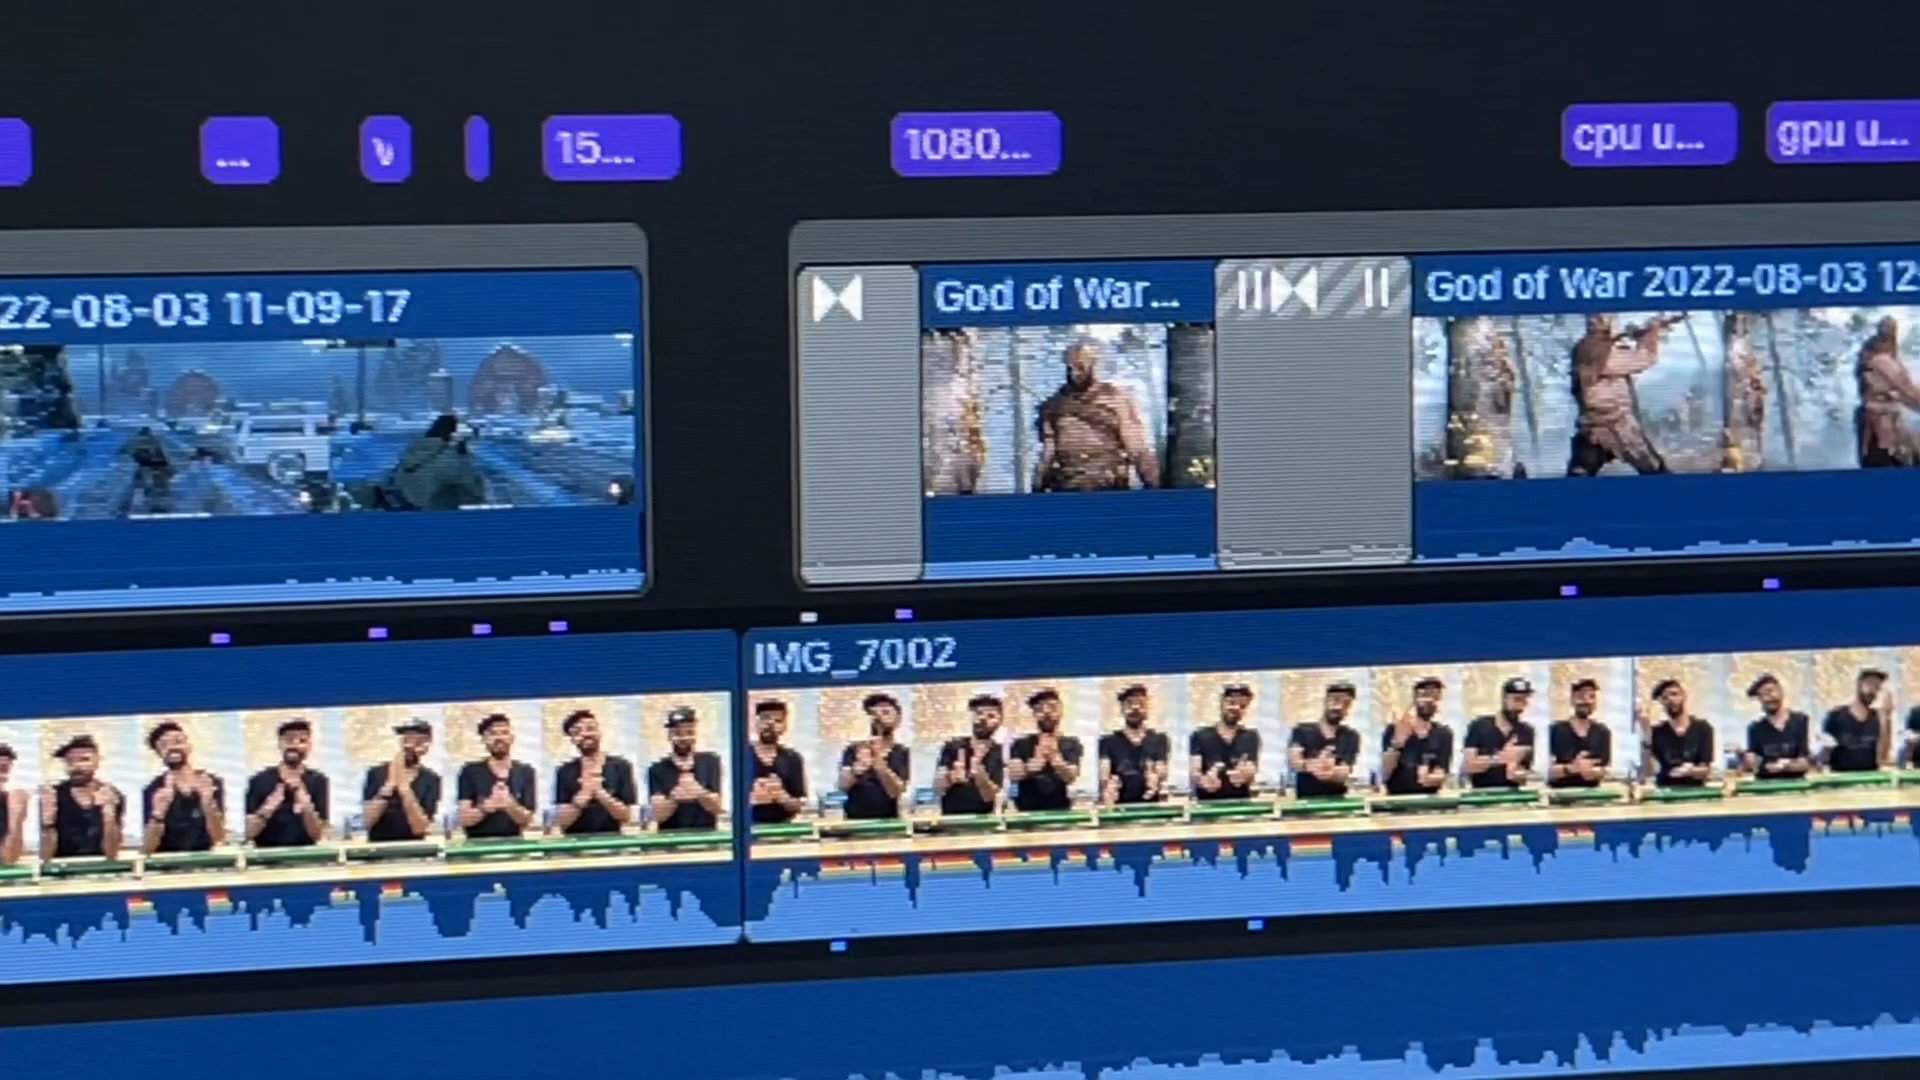 ...
15...
1080...
cpu u...
gpu u...
22-08-03 11-09-17
God of War...
God of War 2022-08-03 12
IMG_7002